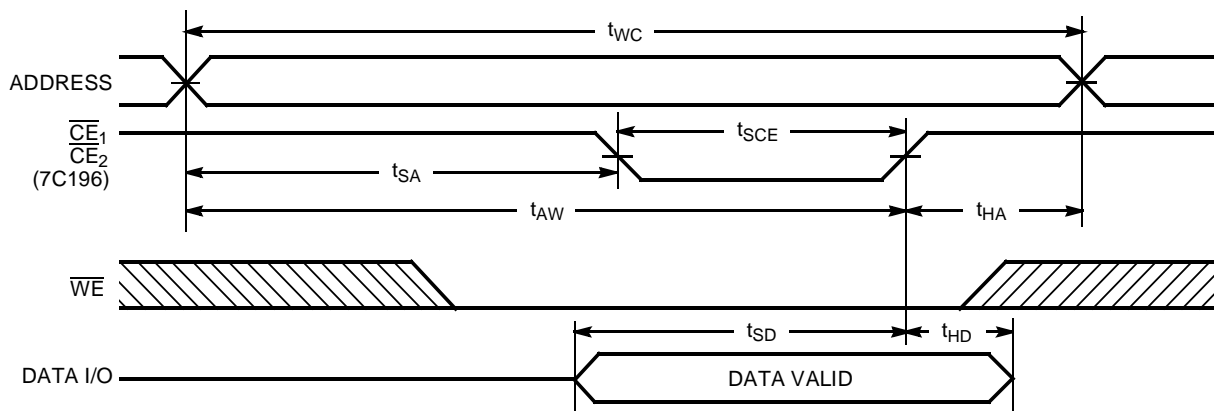 tWC
ADDRESS
CE1
CE2
(7C196)
tSCE
tSA
tAW
tHA
WE
tSD
tHD
DATA I/O
DATA VALID